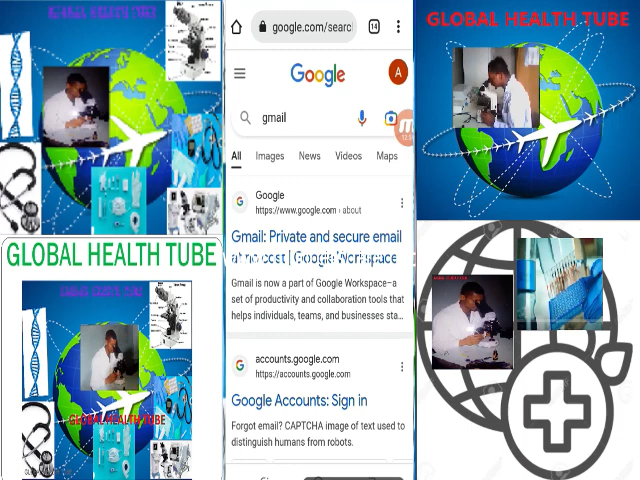 GLOBAL HEALTH TUBE
google.com/searc
14
Google
A
gmail
All Images News Videos Maps
Google
https://www.google.com › about
Gmail: Private and secure email
at no cost | Google Workspace
Gmail is now a part of Google Workspace—a
set of productivity and collaboration tools that
helps individuals, teams, and businesses sta...
accounts.google.com
https://accounts.google.com
Google Accounts: Sign in
Forgot email? CAPTCHA image of text used to
distinguish humans from robots.
GLOBAL HEALTH TUBE
GLOBAL HEALTH TUBE
GLOBAL HEALTH TUBE